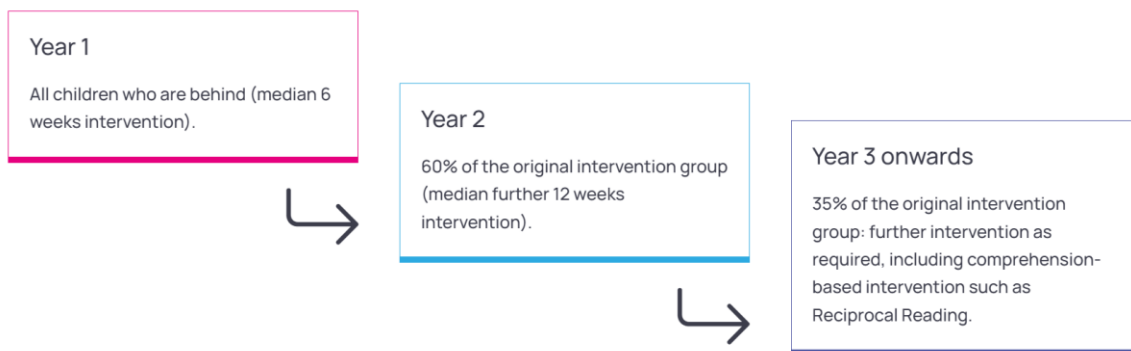 Year 1
All children who are behind (median 6
weeks intervention).
Year 2
60% of the original intervention group
(median further 12 weeks
intervention).
Year 3 onwards
35% of the original intervention
group: further intervention as
required, including comprehension-
based intervention such as
Reciprocal Reading.